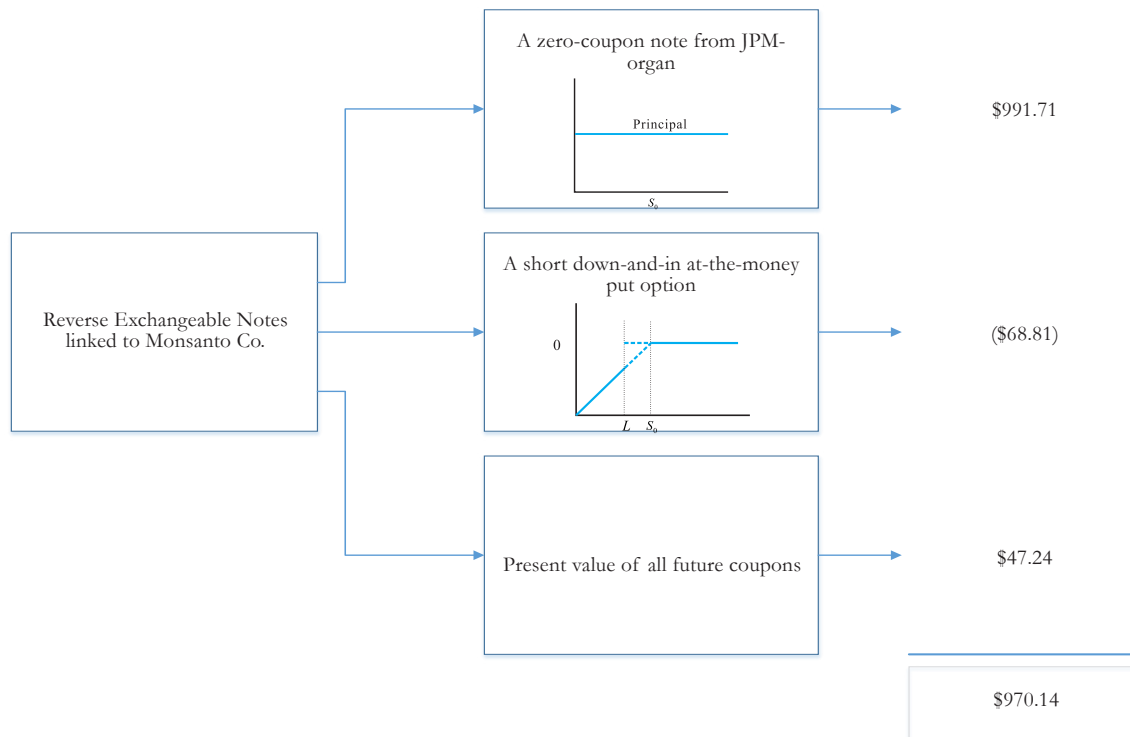 A zero-coupon note from JPM-
organ
Principal
S₀
$991.71
Reverse Exchangeable Notes
linked to Monsanto Co.
A short down-and-in at-the-money
put option
0
L S₀
($68.81)
Present value of all future coupons
$47.24
$970.14